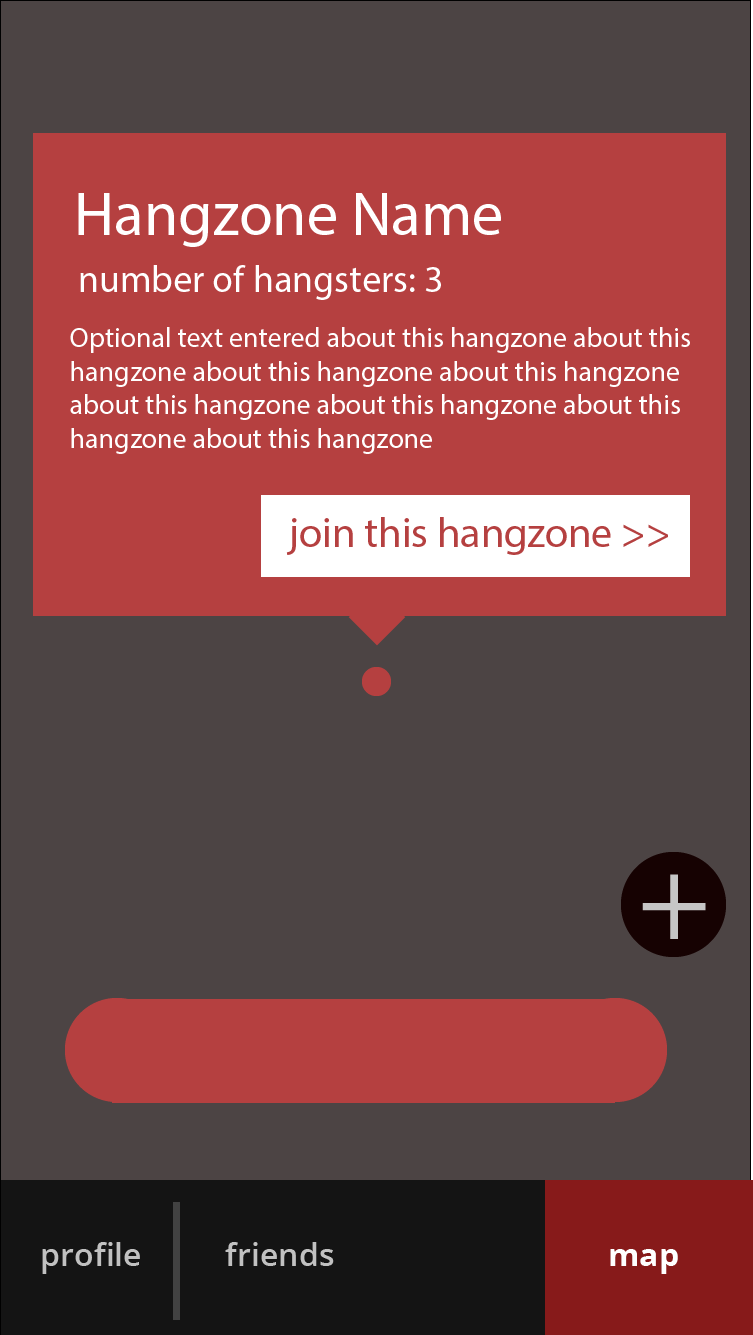 Hangzone Name
number of hangsters: 3
Optional text entered about this hangzone about this
hangzone about this hangzone about this hangzone
about this hangzone about this hangzone about this
hangzone about this hangzone
join this hangzone >>
+
profile friends map